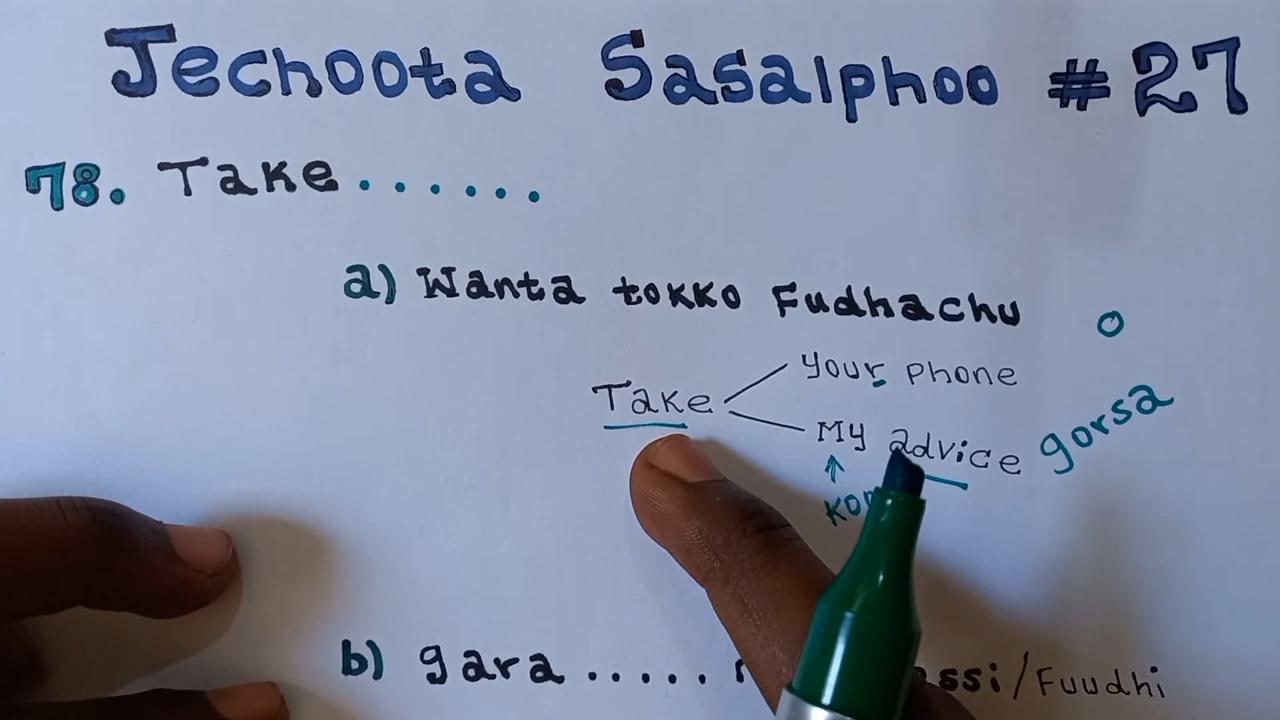 Jechoota Sasalphoo #27
78. Take.......
a) Wanta tokko Fudhachu
Take
your phone
My advice gorsa
b) gara ..... /Fuudhi